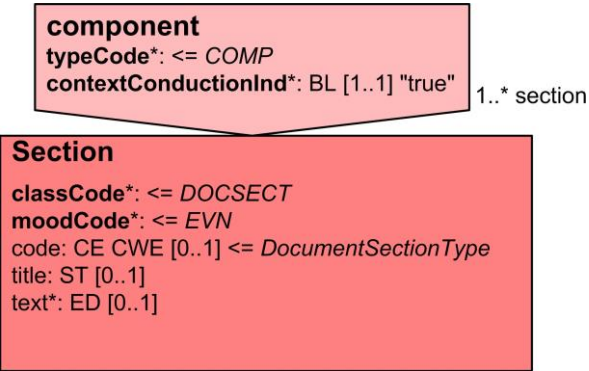 component
typeCode*: <= COMP
contextConductionInd*: BL [1..1] "true"
1..* section
Section
classCode*: <= DOCSECT
moodCode*: <= EVN
code: CE CWE [0..1] <= DocumentSectionType
title: ST [0..1]
text*: ED [0..1]